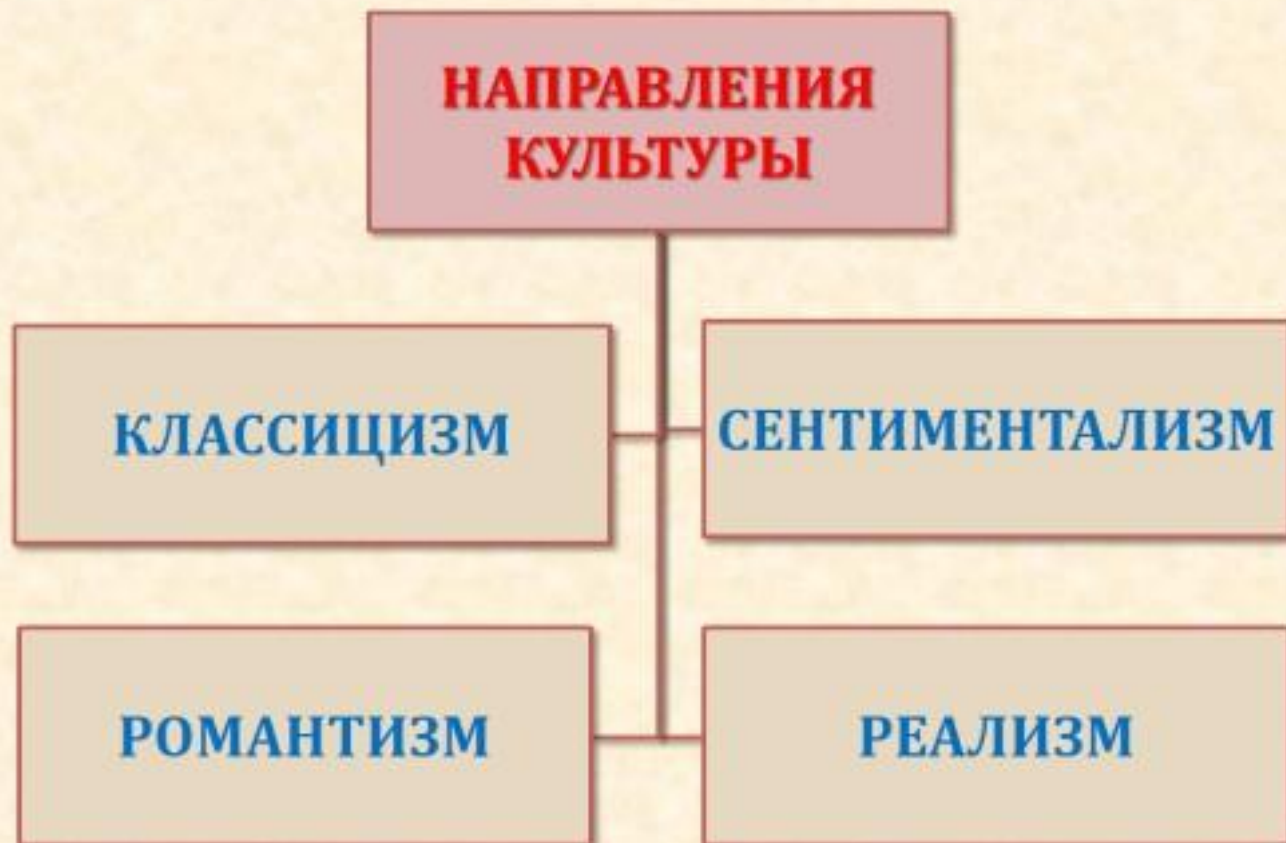 НАПРАВЛЕНИЯ
КУЛЬТУРЫ
КЛАССИЦИЗМ
СЕНТИМЕНТАЛИЗМ
РОМАНТИЗМ
РЕАЛИЗМ